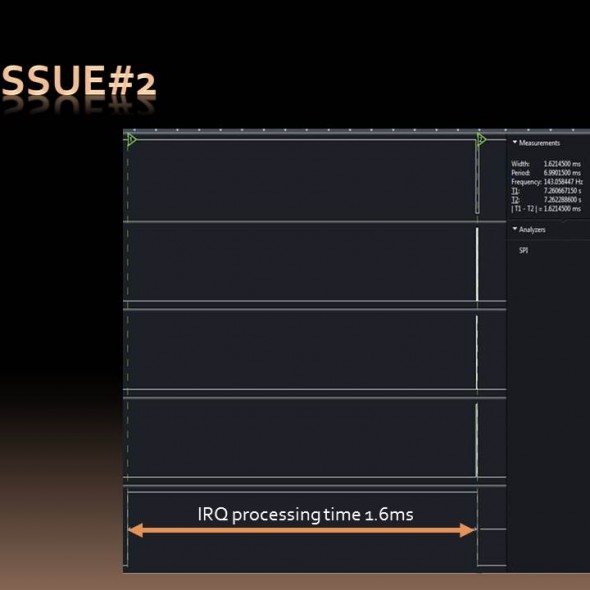 SSUE#2
Measurements
Width: 1.6214500 ms
Period: 6.9901500 ms
Frequency: 143.058447 Hz
T1: 7.260667150 s
T2: 7.262288600 s
| T1 - T2 | = 1.6214500 ms
Analyzers
SPI
IRQ processing time 1.6ms